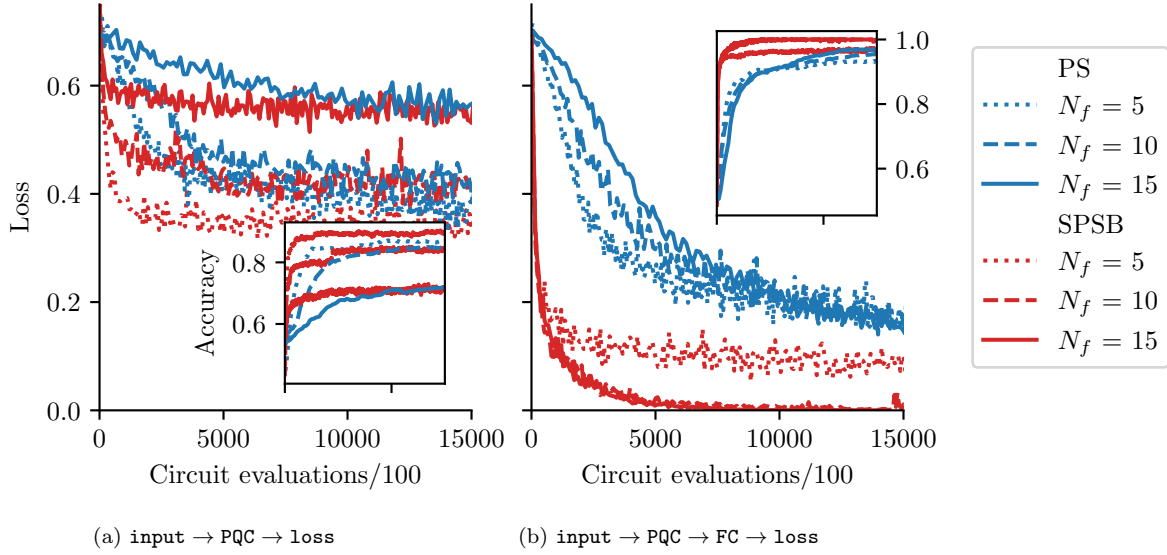 Loss
0.6
0.4
0.2
0.0
0
5000
10000
15000
Circuit evaluations/100
Accuracy
0.8
0.6
0
5000
10000
15000
Circuit evaluations/100
1.0
0.8
0.6
PS
N_f = 5
N_f = 10
N_f = 15
SPSB
N_f = 5
N_f = 10
N_f = 15
(a) input → PQC → loss
(b) input → PQC → FC → loss